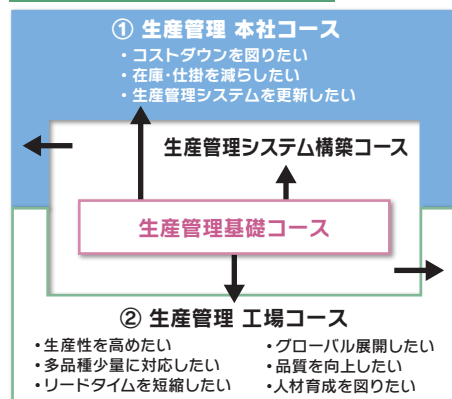 ① 生産管理 本社コース
・コストダウンを図りたい
・在庫・仕掛を減らしたい
・生産管理システムを更新したい
生産管理システム構築コース
生産管理基礎コース
② 生産管理 工場コース
・生産性を高めたい
・多品種少量に対応したい
・リードタイムを短縮したい
・グローバル展開したい
・品質を向上したい
・人材育成を図りたい